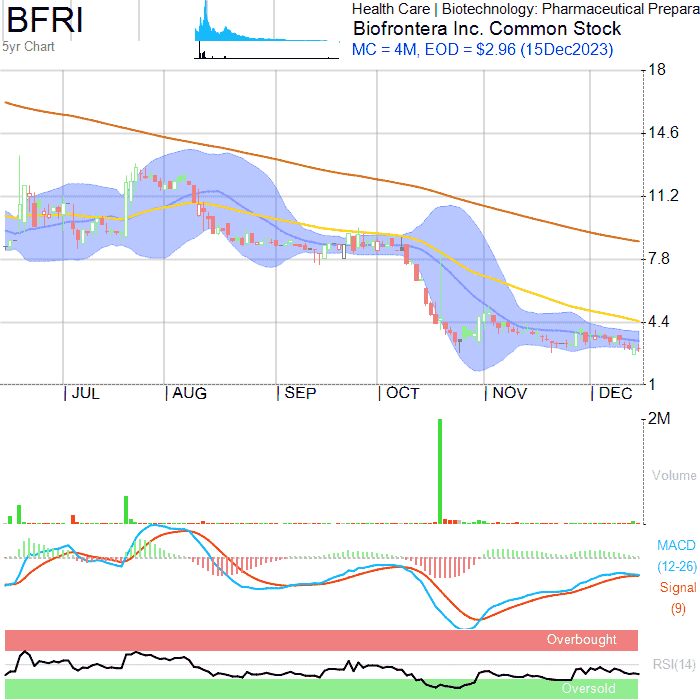 BFRI
5yr Chart
Health Care | Biotechnology: Pharmaceutical Prepara
Biofrontera Inc. Common Stock
MC = 4M, EOD = $2.96 (15Dec2023)
18
14.6
11.2
7.8
4.4
1
JUL AUG SEP OCT NOV DEC
2M
Volume
MACD
(12-26)
Signal
(9)
Overbought
RSI(14)
Oversold